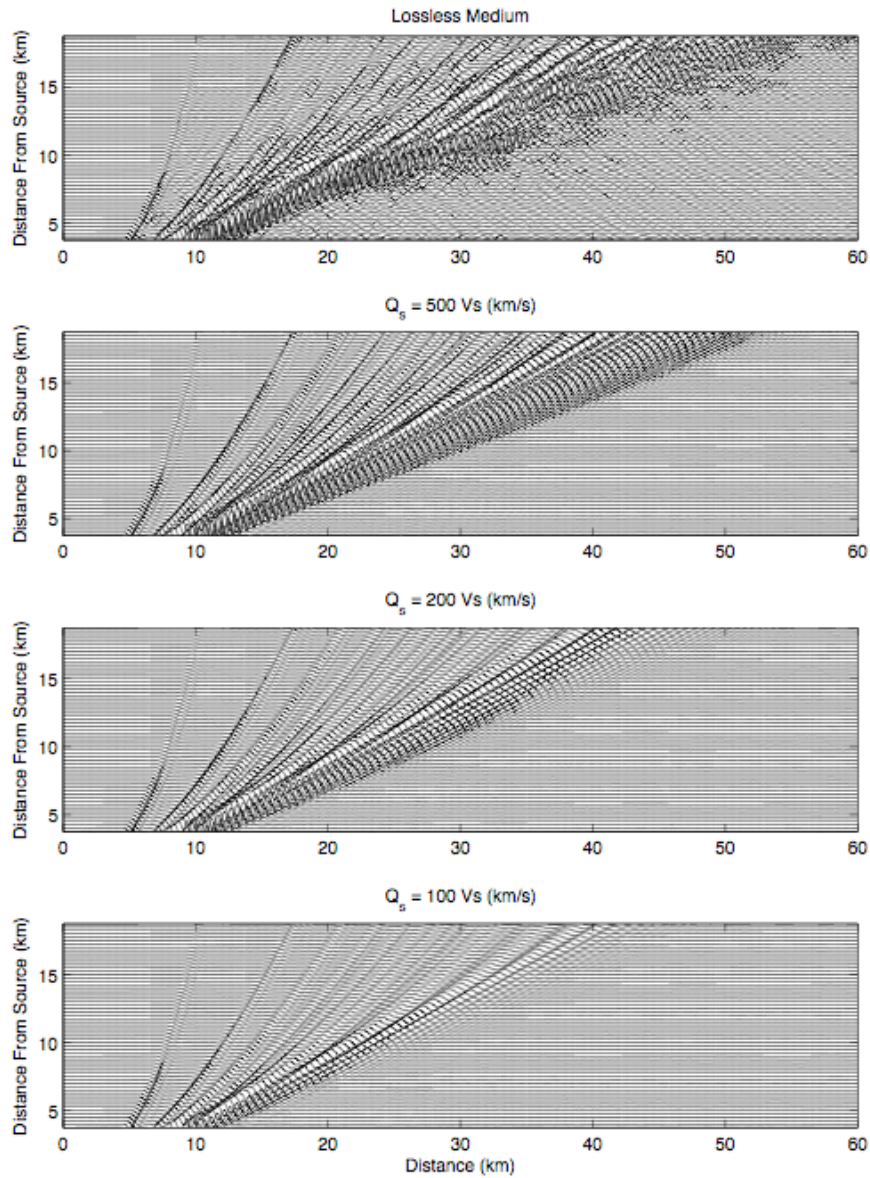 Lossless Medium
Distance From Source (km)
15
10
5
0 10 20 30 40 50 60
Q_s = 500 Vs (km/s)
Distance From Source (km)
15
10
5
0 10 20 30 40 50 60
Q_s = 200 Vs (km/s)
Distance From Source (km)
15
10
5
0 10 20 30 40 50 60
Q_s = 100 Vs (km/s)
Distance From Source (km)
15
10
5
0 10 20 30 40 50 60
Distance (km)